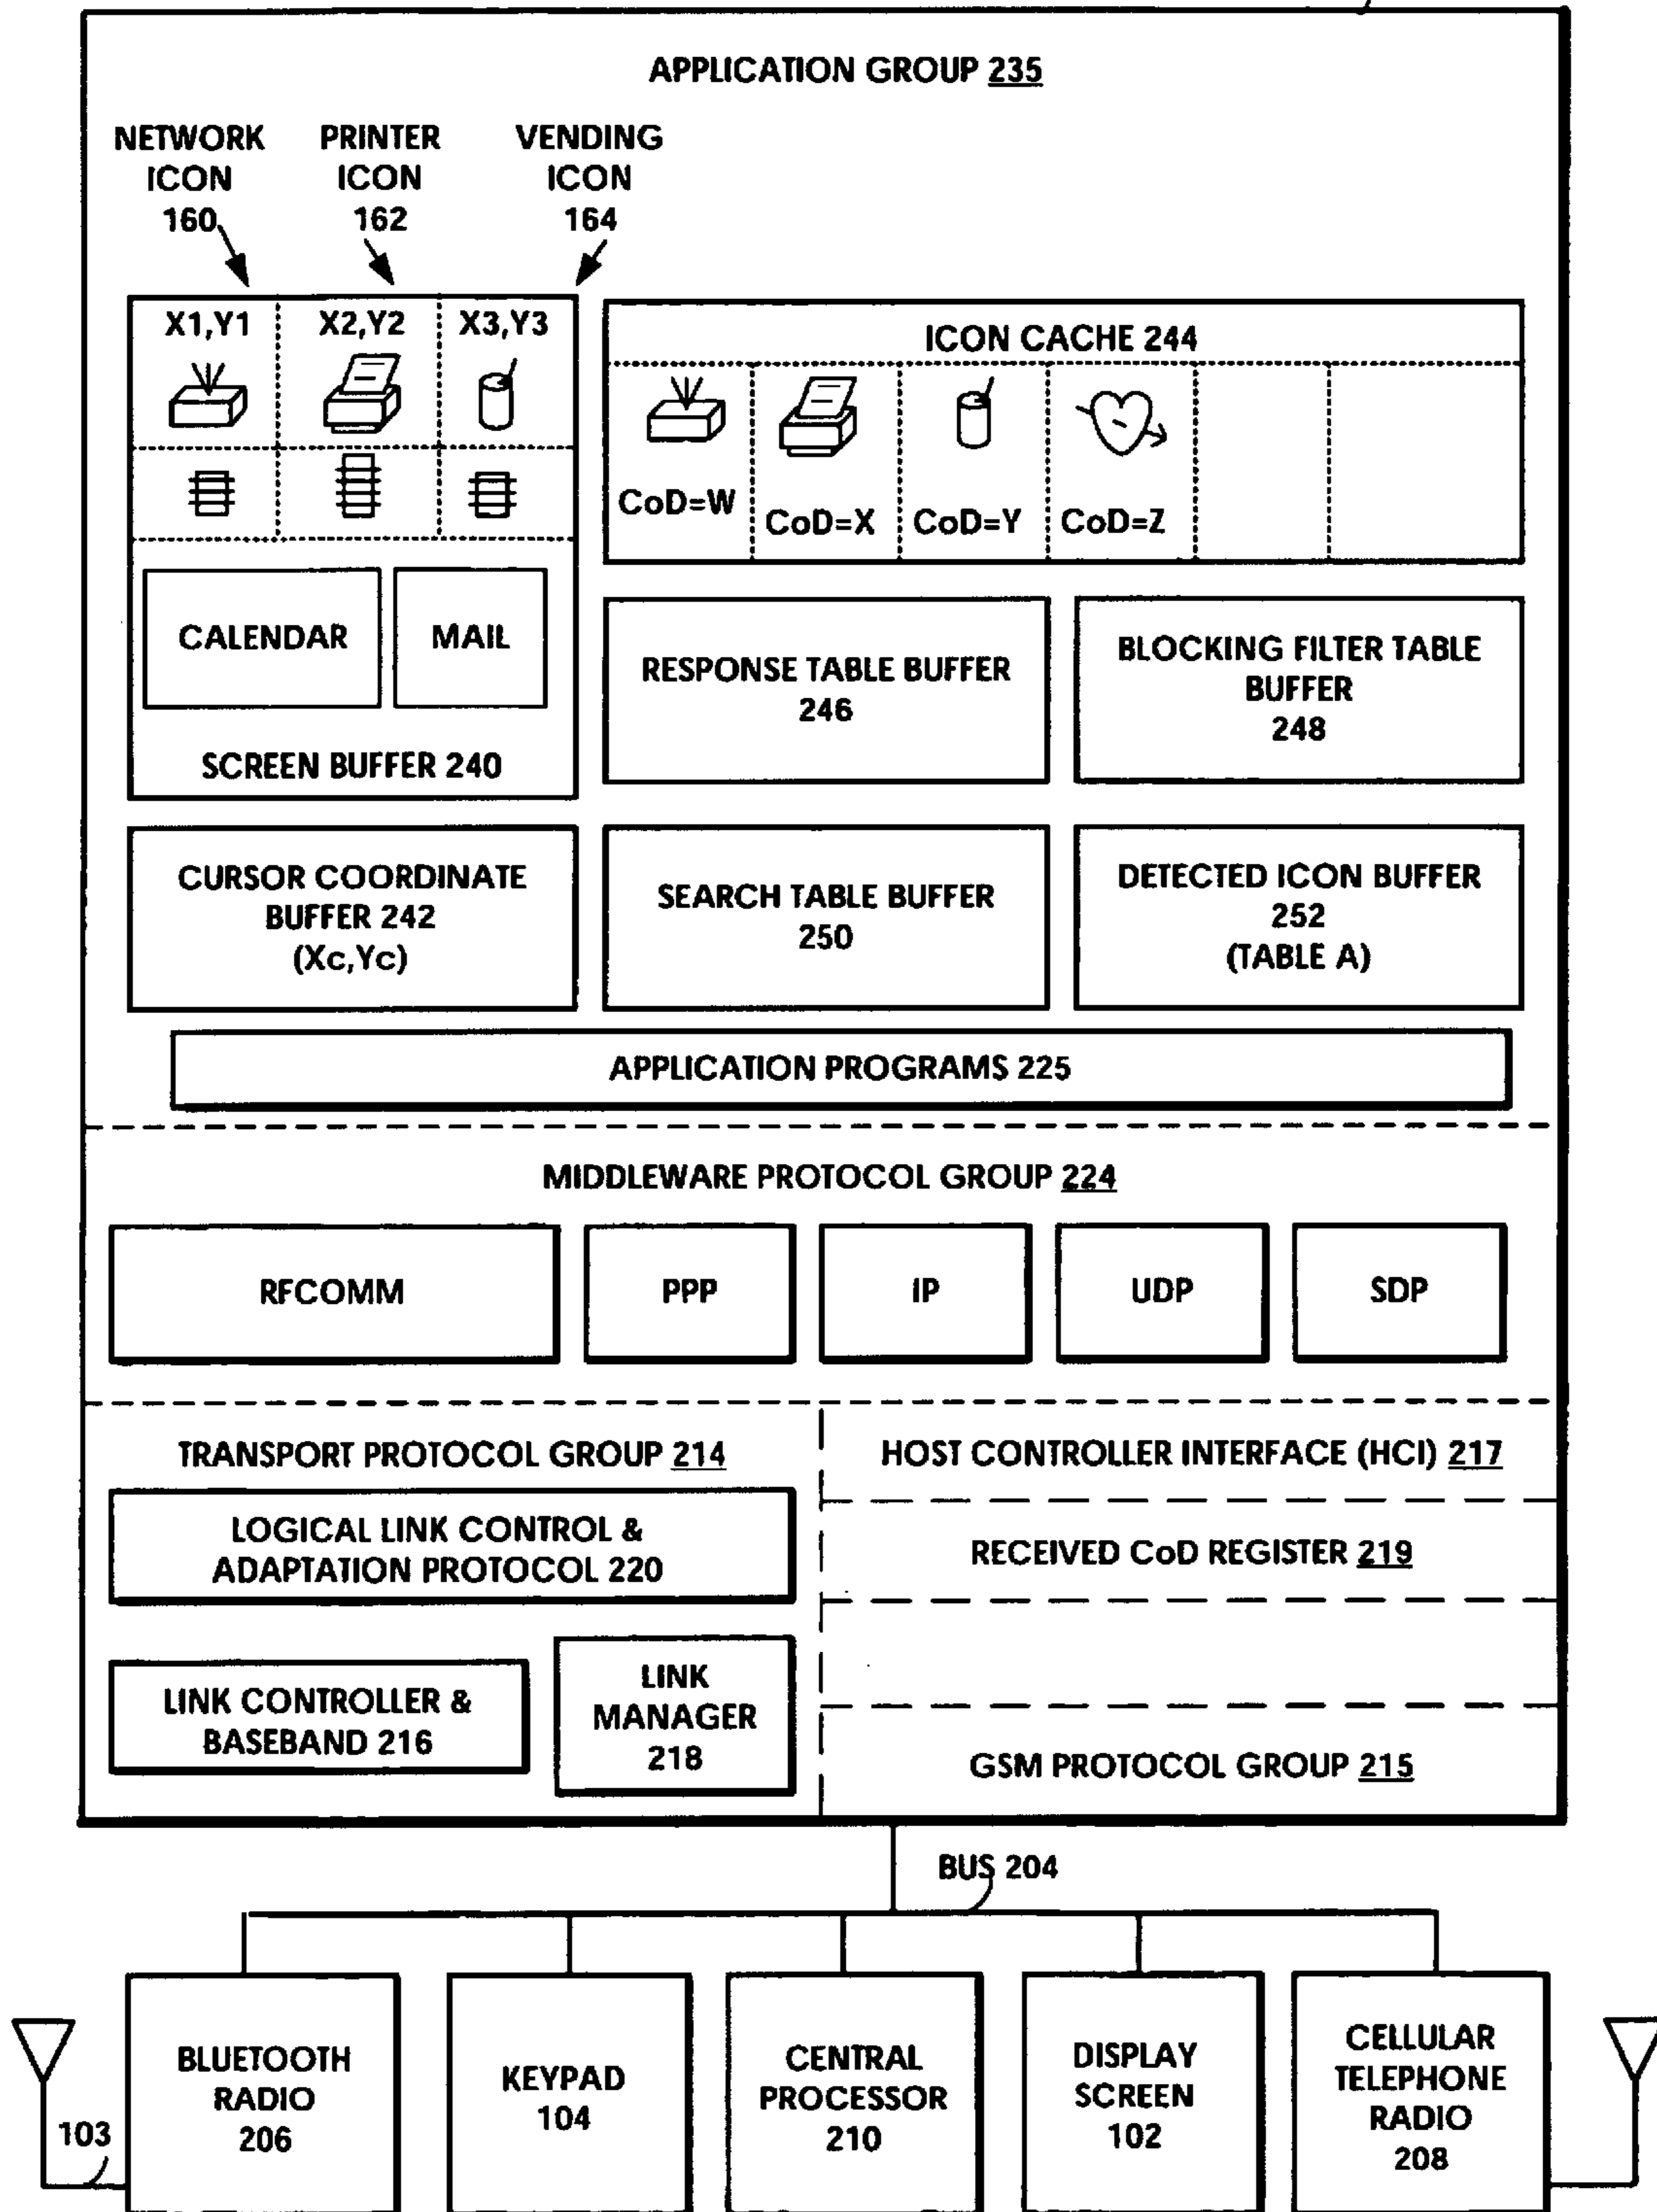 APPLICATION GROUP 235
NETWORK ICON 160
PRINTER ICON 162
VENDING ICON 164
X1,Y1
X2,Y2
X3,Y3
CALENDAR
MAIL
SCREEN BUFFER 240
ICON CACHE 244
CoD=W
CoD=X
CoD=Y
CoD=Z
RESPONSE TABLE BUFFER
246
BLOCKING FILTER TABLE
BUFFER
248
CURSOR COORDINATE
BUFFER 242
(Xc,Yc)
SEARCH TABLE BUFFER
250
DETECTED ICON BUFFER
252
(TABLE A)
APPLICATION PROGRAMS 225
MIDDLEWARE PROTOCOL GROUP 224
RFCOMM
PPP
IP
UDP
SDP
TRANSPORT PROTOCOL GROUP 214
LOGICAL LINK CONTROL &
ADAPTATION PROTOCOL 220
LINK CONTROLLER &
BASEBAND 216
LINK
MANAGER
218
HOST CONTROLLER INTERFACE (HCI) 217
RECEIVED CoD REGISTER 219
GSM PROTOCOL GROUP 215
BUS 204
103
BLUETOOTH
RADIO
206
KEYPAD
104
CENTRAL
PROCESSOR
210
DISPLAY
SCREEN
102
CELLULAR
TELEPHONE
RADIO
208